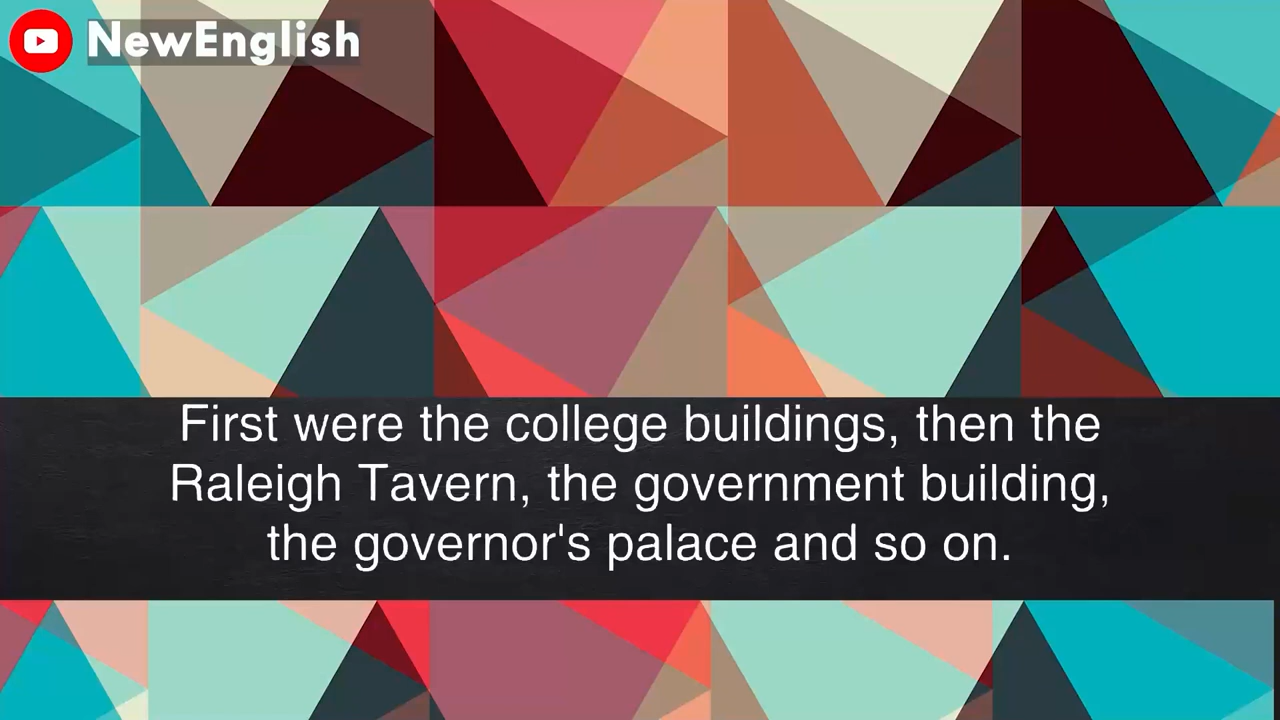 NewEnglish
First were the college buildings, then the
Raleigh Tavern, the government building,
the governor's palace and so on.